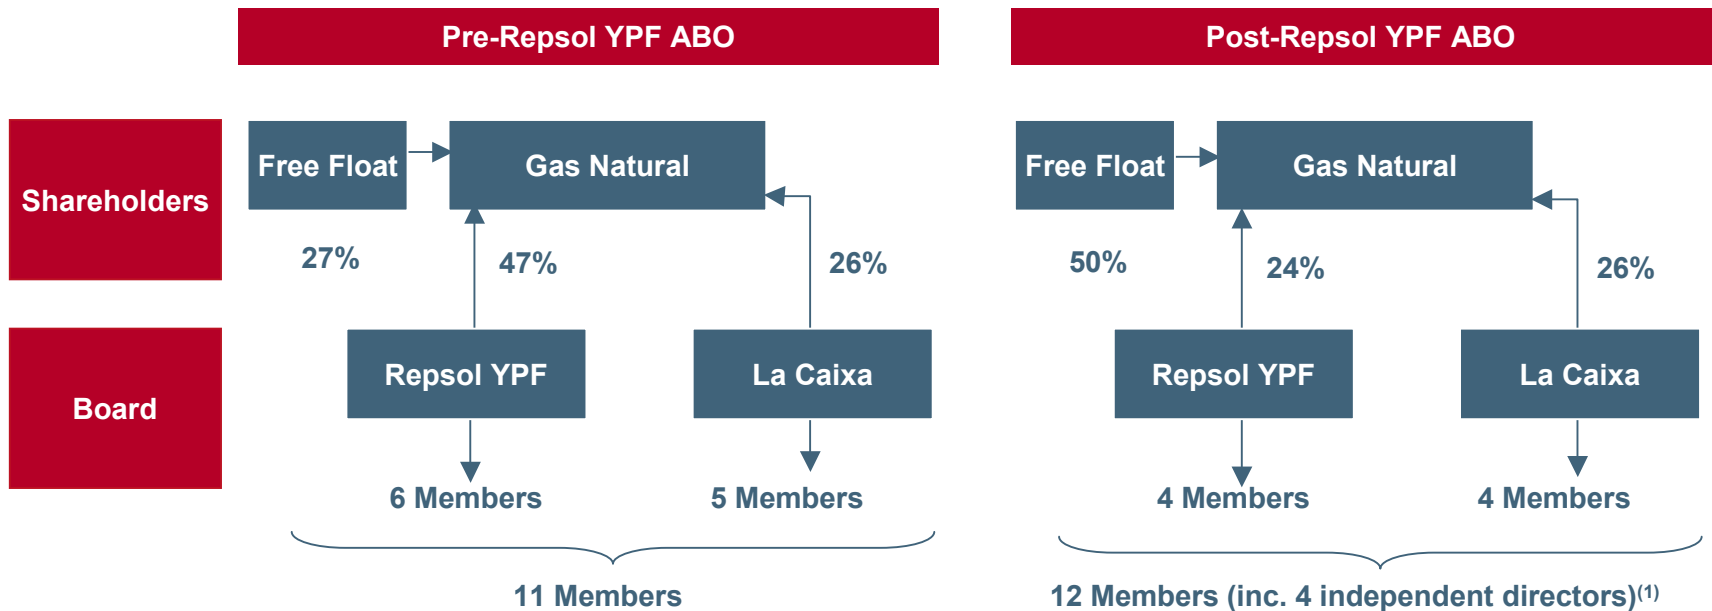 Pre-Repsol YPF ABO
Post-Repsol YPF ABO
Shareholders
Free Float
Gas Natural
27%
47%
26%
Free Float
Gas Natural
50%
24%
26%
Board
Repsol YPF
La Caixa
6 Members
5 Members
11 Members
Repsol YPF
La Caixa
4 Members
4 Members
12 Members (inc. 4 independent directors)(1)